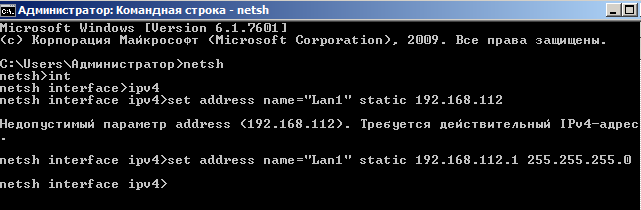 Администратор: Командная строка - netsh
Microsoft Windows [Version 6.1.7601]
(c) Корпорация Майкрософт (Microsoft Corporation), 2009. Все права защищены.
C:\Users\Администратор>netsh
netsh>int
netsh interface>ipv4
netsh interface ipv4>set address name="Lan1" static 192.168.112
Недопустимый параметр address (192.168.112). Требуется действительный IPv4-адрес
.
netsh interface ipv4>set address name="Lan1" static 192.168.112.1 255.255.255.0
netsh interface ipv4>